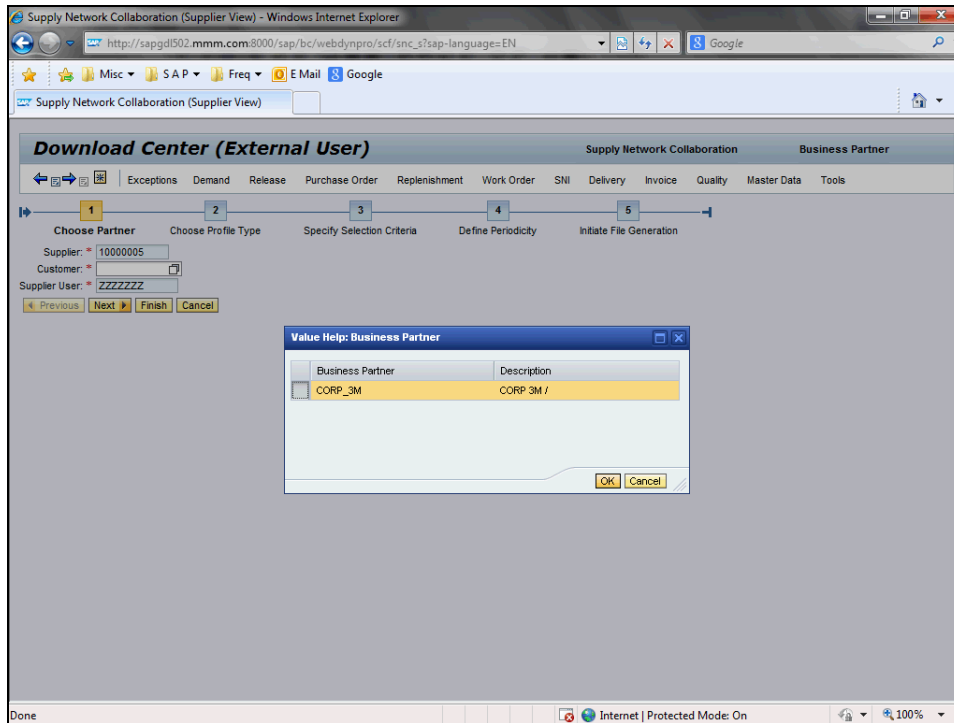 Supply Network Collaboration (Supplier View) - Windows Internet Explorer
http://sapgdl502.mmm.com:8000/sap/bc/webdynpro/scf/snc_s?sap-language=EN
Google
Misc
S A P
Freq
E Mail
Google
Supply Network Collaboration (Supplier View)
Download Center (External User)
Supply Network Collaboration
Business Partner
Exceptions Demand Release Purchase Order Replenishment Work Order SNI Delivery Invoice Quality Master Data Tools
1 2 3 4 5
Choose Partner Choose Profile Type Specify Selection Criteria Define Periodicity Initiate File Generation
Supplier: * 10000005
Customer: *
Supplier User: * ZZZZZZZ
Previous Next Finish Cancel
Value Help: Business Partner
Business Partner Description
CORP_3M CORP 3M /
OK Cancel
Done
Internet | Protected Mode: On
100%